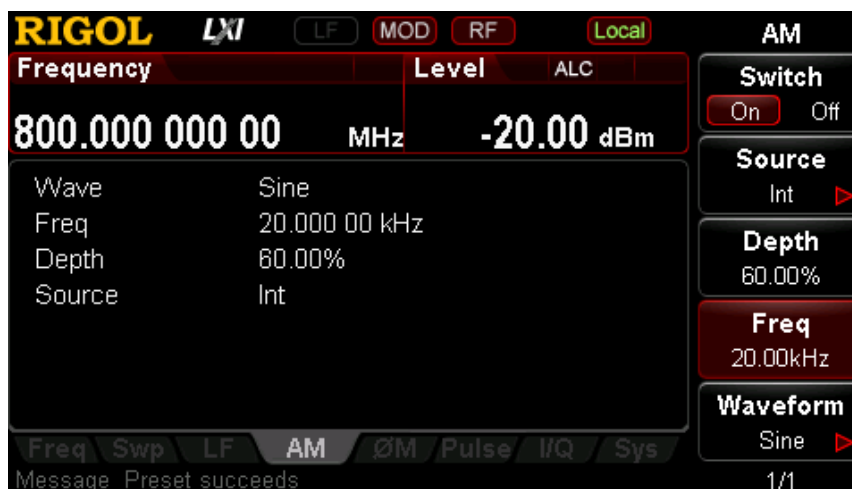 RIGOL LXI LF MOD RF Local AM
Frequency Level ALC
800.000 000 00 MHz -20.00 dBm
Wave Sine
Freq 20.000 00 kHz
Depth 60.00%
Source Int
Switch
On Off
Source
Int
Depth
60.00%
Freq
20.00kHz
Waveform
Sine
1/1
Freq Swp LF AM ØM Pulse I/Q Sys
Message Preset succeeds